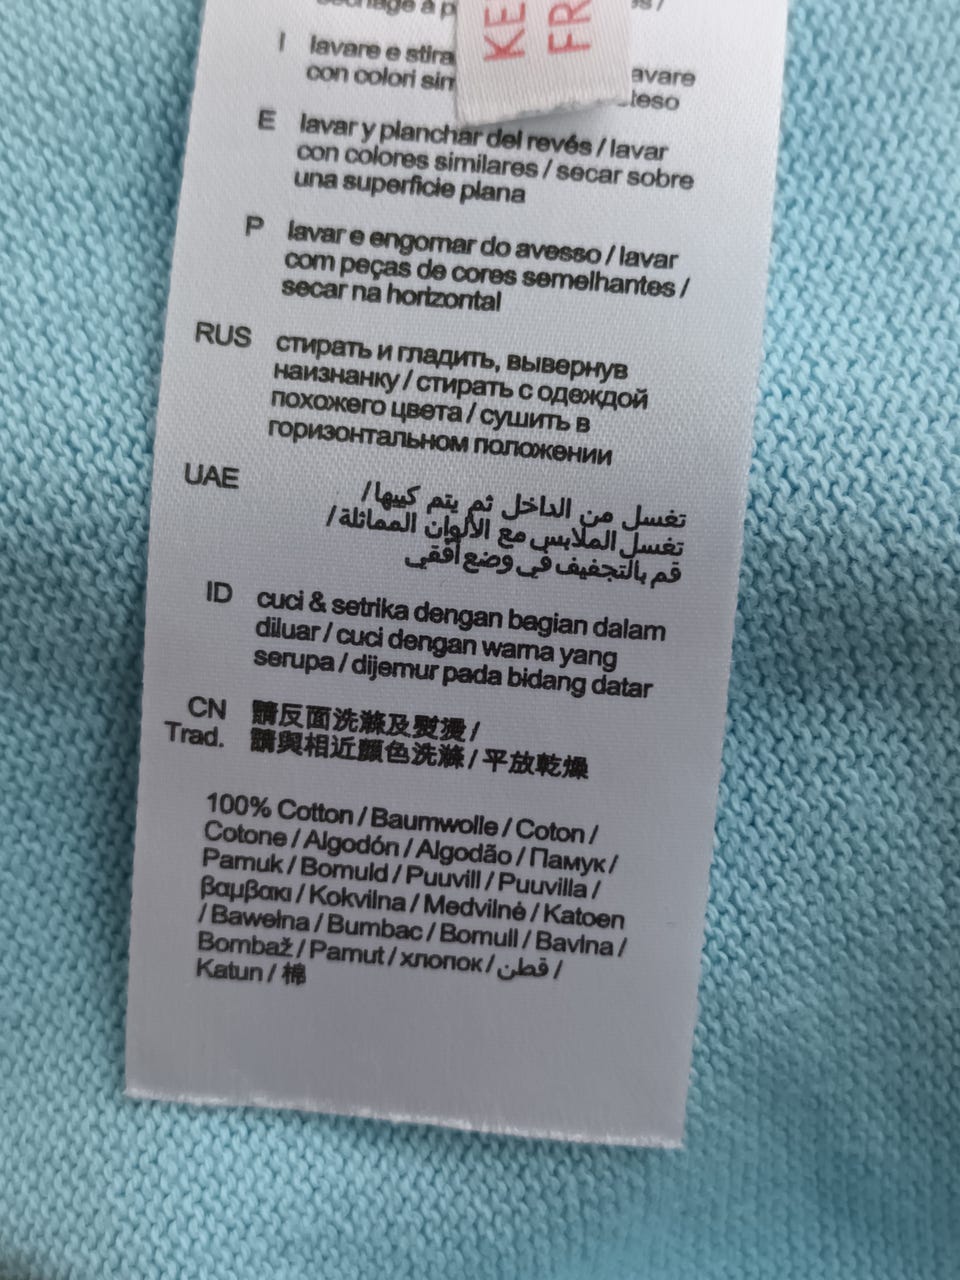 KE
FR
I lavare e stira
con colori sim avare
teso
E lavar y planchar del revés / lavar
con colores similares / secar sobre
una superficie plana
P lavar e engomar do avesso / lavar
com peças de cores semelhantes /
secar na horizontal
RUS стирать и гладить, вывернув
наизнанку / стирать с одеждой
похожего цвета / сушить в
горизонтальном положении
UAE تغسل من الداخل ثم يتم كييها /
تغسل الملابس مع الألوان المماثلة /
قم بالتجفيف في وضع أفقي
ID cuci & setrika dengan bagian dalam
diluar / cuci dengan warna yang
serupa / dijemur pada bidang datar
CN 請反面洗滌及熨燙 /
Trad. 請與相近顏色洗滌 / 平放乾燥
100% Cotton / Baumwolle / Coton /
Cotone / Algodón / Algodão / Памук /
Pamuk / Bomuld / Puuvill / Puuvilla /
βαμβακι / Kokvilna / Medvilnė / Katoen
/ Bawełna / Bumbac / Bomull / Bavlna /
Bombaž / Pamut / хлопок / قطن /
Katun / 棉